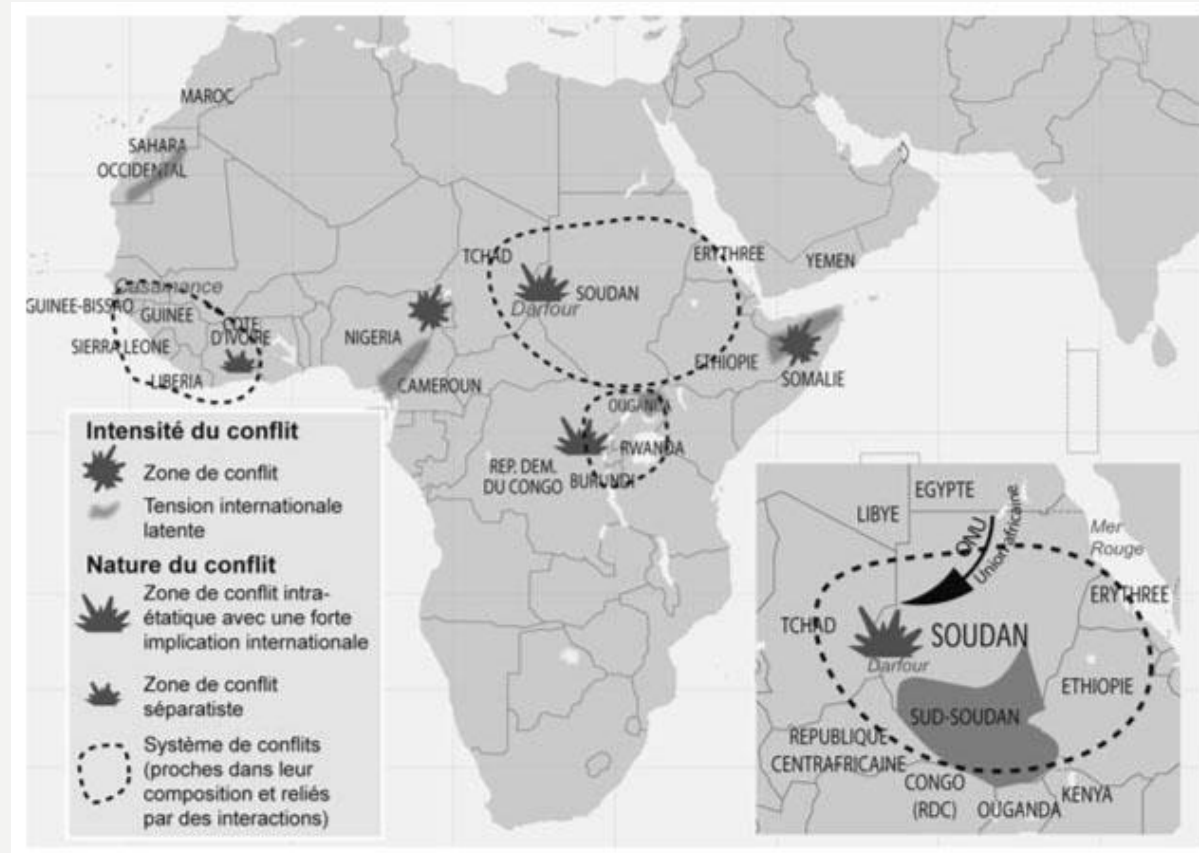 MAROC
SAHARA
OCCIDENTAL
TCHAD
ERYTHREE
YEMEN
Casamance
SOUDAN
Darfour
GUINEE-BISSAO
GUINEE
COTE
D'IVOIRE
NIGERIA
SIERRA LEONE
LIBERIA
CAMEROUN
ETHIOPIE
SOMALIE
OUGANDA
RWANDA
REP. DEM.
DU CONGO
BURUNDI
Intensité du conflit
Zone de conflit
Tension internationale
latente
Nature du conflit
Zone de conflit intra-
étatique avec une forte
implication internationale
Zone de conflit
séparatiste
Système de conflits
(proches dans leur
composition et reliés
par des interactions)
EGYPTE
LIBYE
ONU
Union africaine
Mer
Rouge
ERYTHREE
TCHAD
SOUDAN
Darfour
ETHIOPIE
SUD-SOUDAN
REPUBLIQUE
CENTRAFRICAINE
CONGO
(RDC)
OUGANDA
KENYA